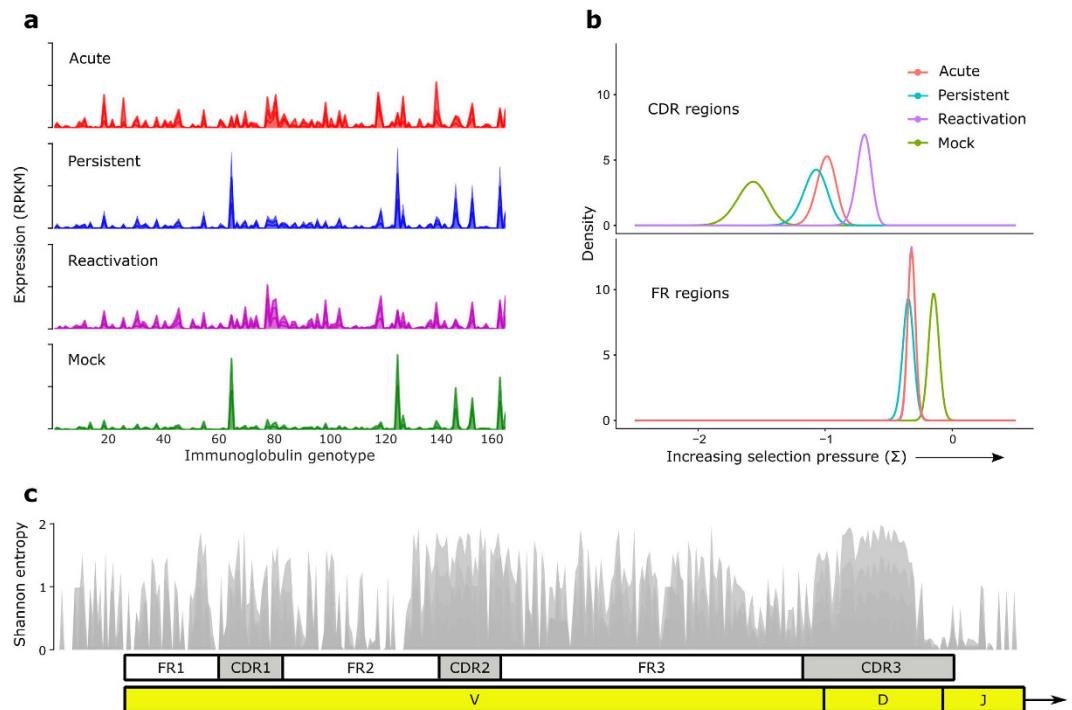 a
Expression (RPKM)
Acute
Persistent
Reactivation
Mock
20 40 60 80 100 120 140 160
Immunoglobulin genotype
b
Density
10
5
0
CDR regions
Acute
Persistent
Reactivation
Mock
10
5
0
FR regions
-2 -1 0
Increasing selection pressure (Σ)
c
Shannon entropy
2
1
0
FR1 CDR1 FR2 CDR2 FR3 CDR3
V D J